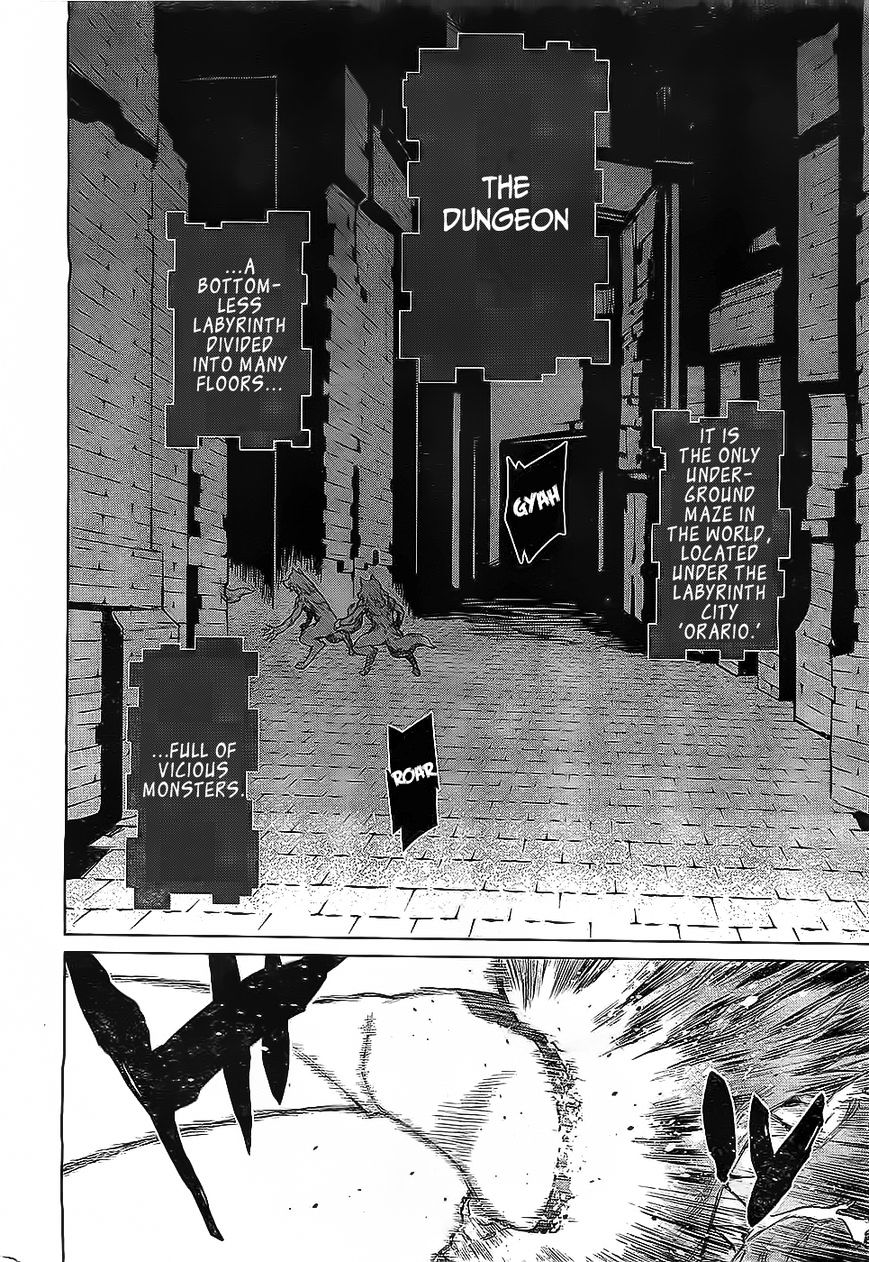 THE
DUNGEON
IT IS
THE ONLY
UNDER-
GROUND
MAZE IN
THE WORLD,
LOCATED
UNDER THE
LABYRINTH
CITY
'ORARIO.'
...A
BOTTOM-
LESS
LABYRINTH
DIVIDED
INTO MANY
FLOORS...
GYAH
...FULL OF
VICIOUS
MONSTERS.
ROAR